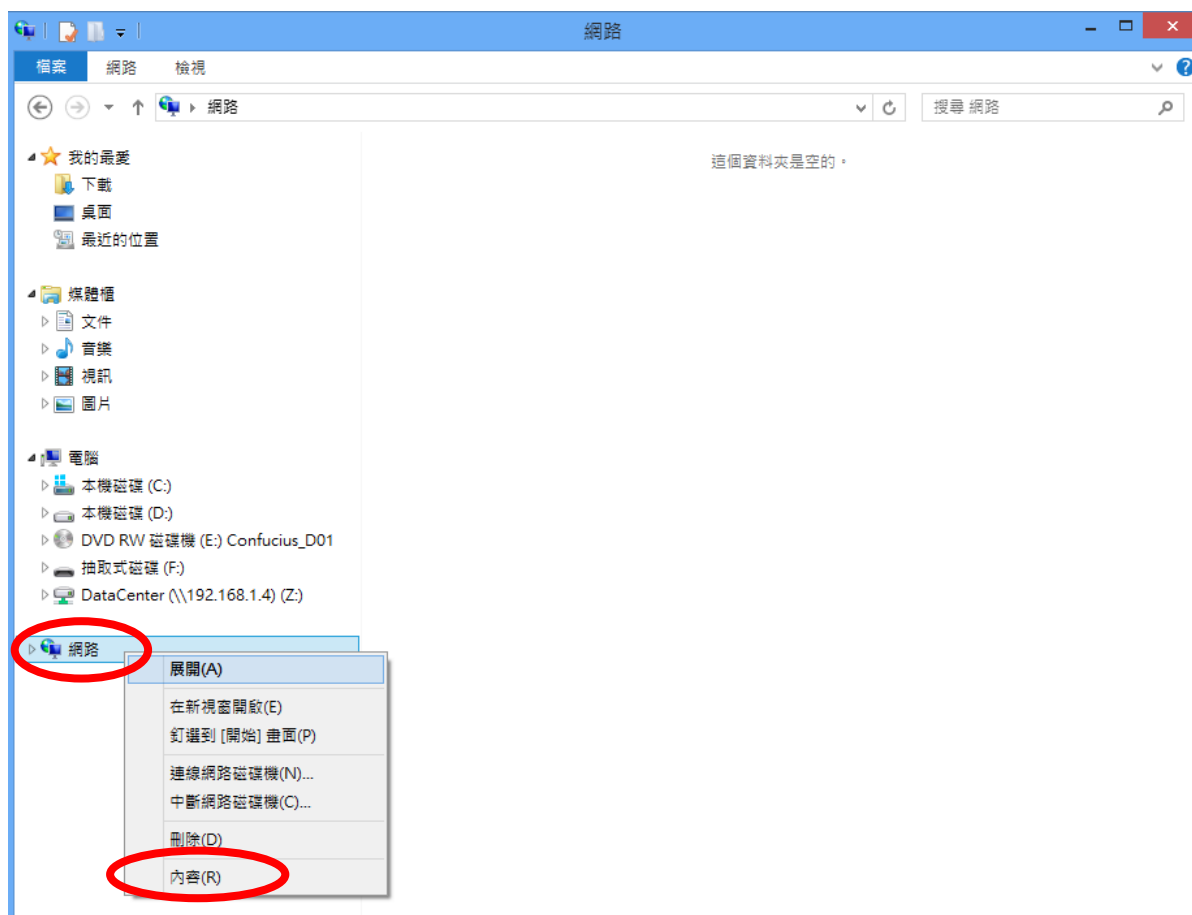 網路
檔案 網路 檢視
網路 搜尋 網路
我的最愛
下載
桌面
最近的位置
媒體櫃
文件
音樂
視訊
圖片
電腦
本機磁碟 (C:)
本機磁碟 (D:)
DVD RW 磁碟機 (E:) Confucius_D01
抽取式磁碟 (F:)
DataCenter (\\192.168.1.4) (Z:)
網路
這個資料夾是空的。
展開(A)
在新視窗開啟(E)
釘選到 [開始] 畫面(P)
連線網路磁碟機(N)...
中斷網路磁碟機(C)...
刪除(D)
內容(R)